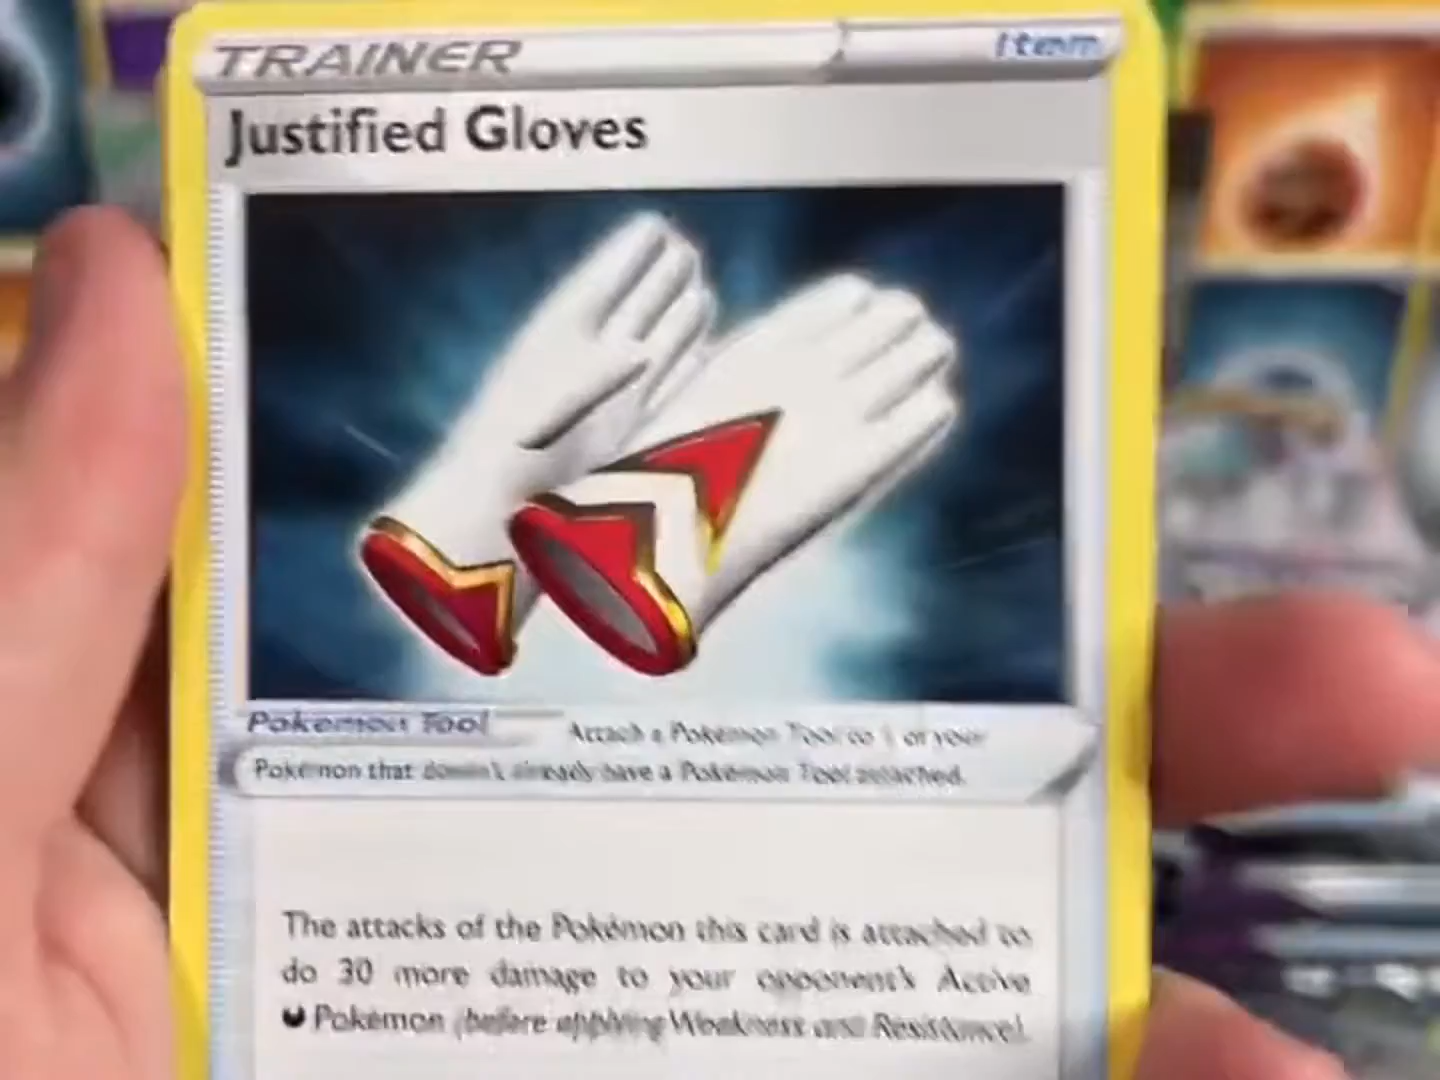 TRAINER
Item
Justified Gloves
Pokémon Tool
Attach a Pokémon Tool to 1 of your
Pokémon that doesn't already have a Pokémon Tool attached.
The attacks of the Pokémon this card is attached to
do 30 more damage to your opponent's Active
Pokémon (before applying Weakness and Resistance).